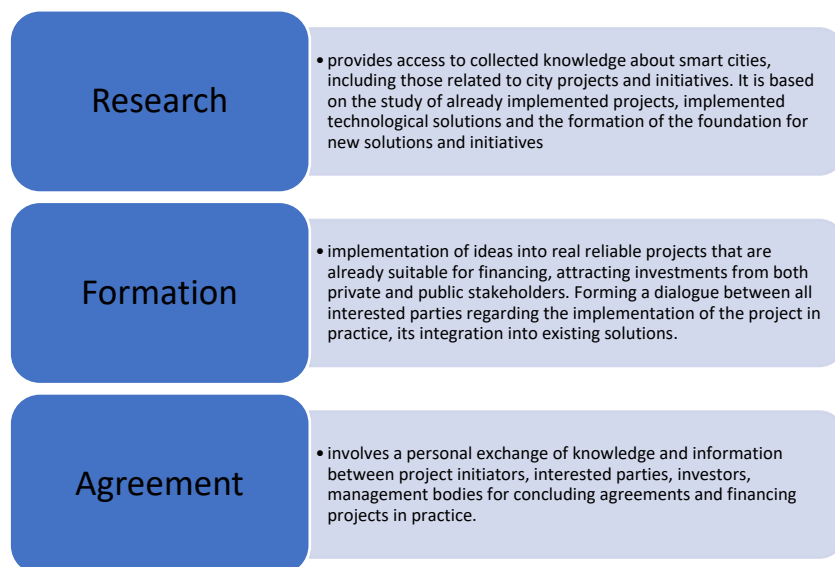 Research
• provides access to collected knowledge about smart cities,
including those related to city projects and initiatives. It is based
on the study of already implemented projects, implemented
technological solutions and the formation of the foundation for
new solutions and initiatives
Formation
• implementation of ideas into real reliable projects that are
already suitable for financing, attracting investments from both
private and public stakeholders. Forming a dialogue between all
interested parties regarding the implementation of the project in
practice, its integration into existing solutions.
Agreement
• involves a personal exchange of knowledge and information
between project initiators, interested parties, investors,
management bodies for concluding agreements and financing
projects in practice.